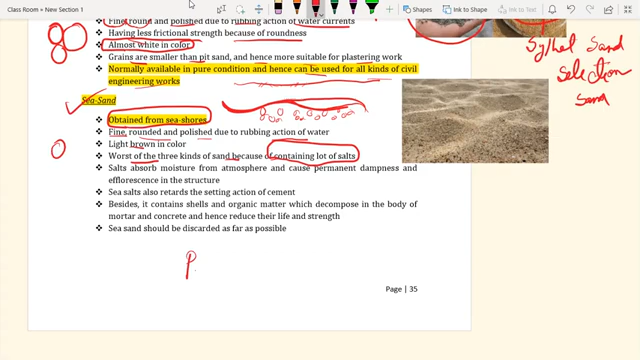 Class Room • New Section 1
Ink to Shape
Ink to Text
Fine round and polished due to rubbing action of water currents
Having less frictional strength because of roundness
Almost white in color
Grains are smaller than pit sand, and hence more suitable for plastering work
Normally available in pure condition and hence can be used for all kinds of civil
engineering works
Sylhet Sand
Selection
sand
Sea-Sand
Obtained from sea-shores
Fine, rounded and polished due to rubbing action of water
Light brown in color
Worst of the three kinds of sand because of containing lot of salts
Salts absorb moisture from atmosphere and cause permanent dampness and
efflorescence in the structure
Sea salts also retards the setting action of cement
Besides, it contains shells and organic matter which decompose in the body of
mortar and concrete and hence reduce their life and strength
Sea sand should be discarded as far as possible
P
Page | 35